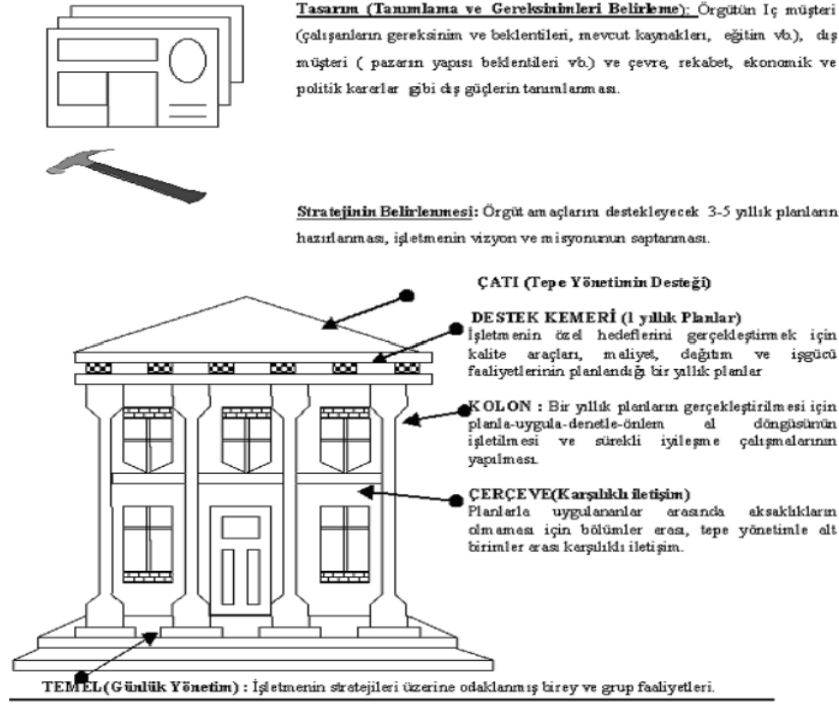 Tasarım (Tanımlama ve Gereksinimleri Belirleme): Örgütün Iç müşteri
(çalışanların gereksinim ve beklentileri, mevcut kaynakları, eğitim vb.), dış
müşteri ( pazarın yapısı beklentileri vb.) ve çevre, rekabet, ekonomik ve
politik kararlar gibi dış güçlerin tanımlanması.
Stratejinin Belirlenmesi: Örgüt amaçlarını destekleyecek 3-5 yıllık planların
hazırlanması, işletmenin vizyon ve misyonunun saptanması.
ÇATI (Tepe Yönetimin Desteği)
DESTEK KEMERİ (1 yıllık Planlar)
İşletmenin özel hedeflerini gerçekleştirmek için
kalite araçları, maliyet, dağıtım ve işgücü
faaliyetlerinin planlandığı bir yıllık planlar
KOLON : Bir yıllık planların gerçekleştirilmesi için
planla-uygula-denetle-önlem al döngüsünün
işletilmesi ve sürekli iyileşme çalışmalarının
yapılması.
ÇERÇEVE(Karşılıklı iletişim)
Planlarla uygulananlar arasında aksaklıkların
olmaması için bölümler arası, tepe yönetimle alt
birimler arası karşılıklı iletişim.
TEMEL(Günlük Yönetim) : İşletmenin stratejileri üzerine odaklanmış birey ve grup faaliyetleri.